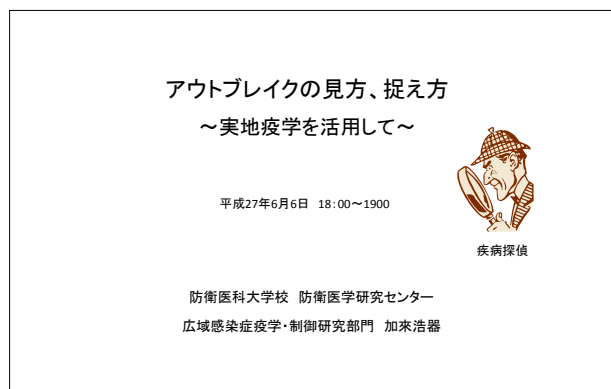 アウトブレイクの見方、捉え方
～実地疫学を活用して～
平成27年6月6日 18:00～1900
疾病探偵
防衛医科大学校 防衛医学研究センター
広域感染症疫学・制御研究部門 加來浩器